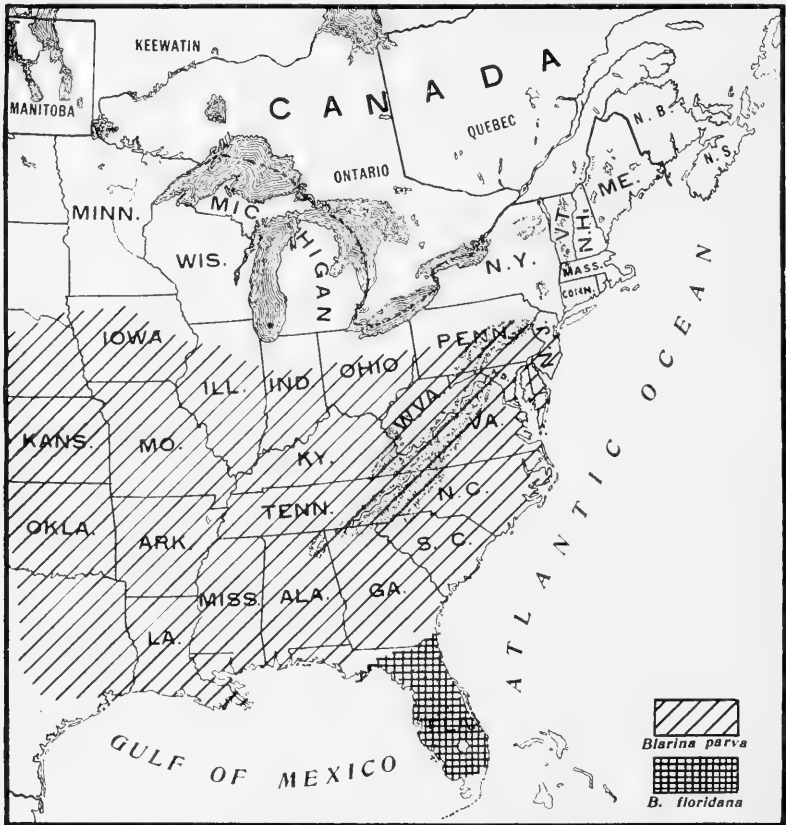 KEEWATIN
MANITOBA
CANADA
QUEBEC
ONTARIO
N.B.
N.S.
ME.
VT.
N.H.
MASS.
CONN.
N.Y.
MINN.
WIS.
MICHIGAN
IOWA
ILL.
IND.
OHIO
PENN.
N.J.
W.VA.
VA.
KANS.
MO.
KY.
OKLA.
ARK.
TENN.
N.C.
S.C.
MISS.
ALA.
GA.
LA.
ATLANTIC OCEAN
GULF OF MEXICO
Blarina parva
B. floridana